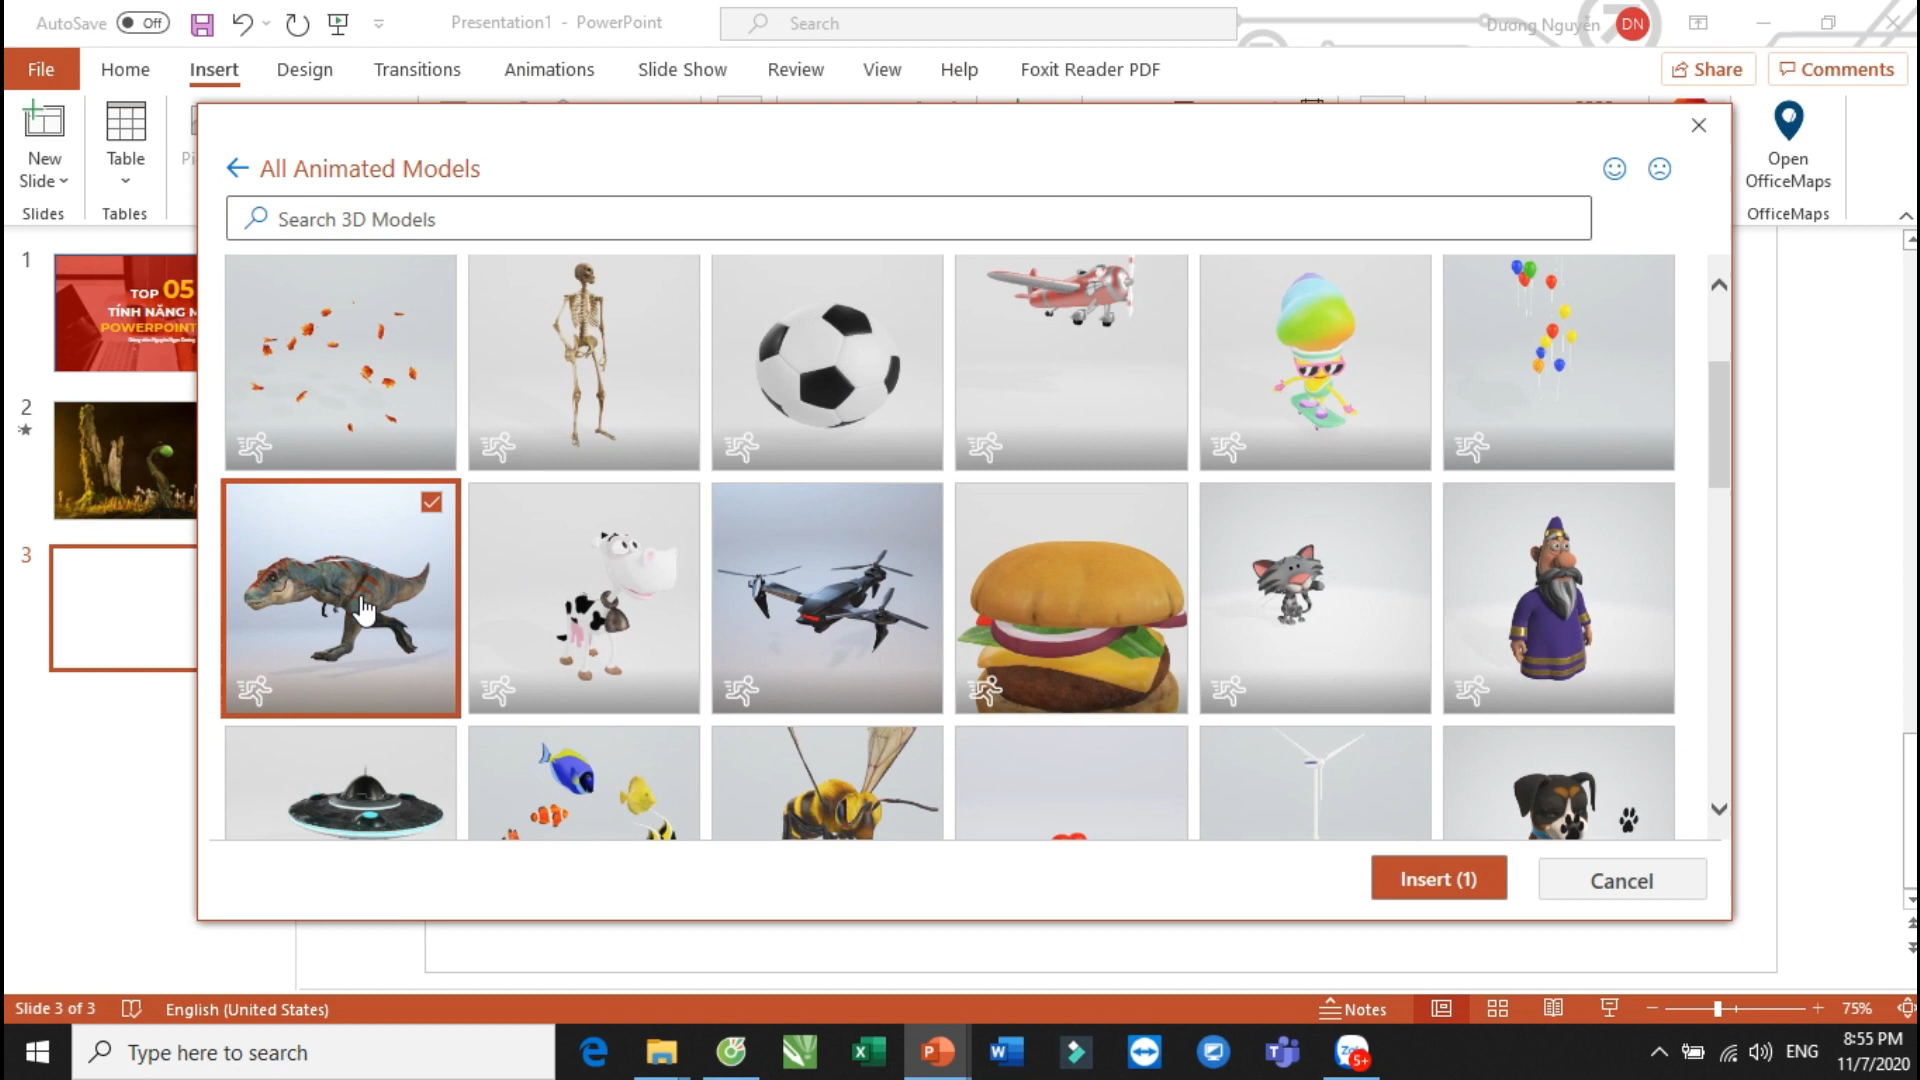 AutoSave Off
Presentation1 - PowerPoint
Search
Dương Nguyễn DN
File Home Insert Design Transitions Animations Slide Show Review View Help Foxit Reader PDF Share Comments
New Slide
Table
Pi
Open OfficeMaps
Slides Tables OfficeMaps
All Animated Models
Search 3D Models
1
TOP 05
TÍNH NĂNG M
POWERPOINT
2
3
Insert (1) Cancel
Slide 3 of 3 English (United States) Notes 75%
Type here to search
5+
ENG
8:55 PM
11/7/2020